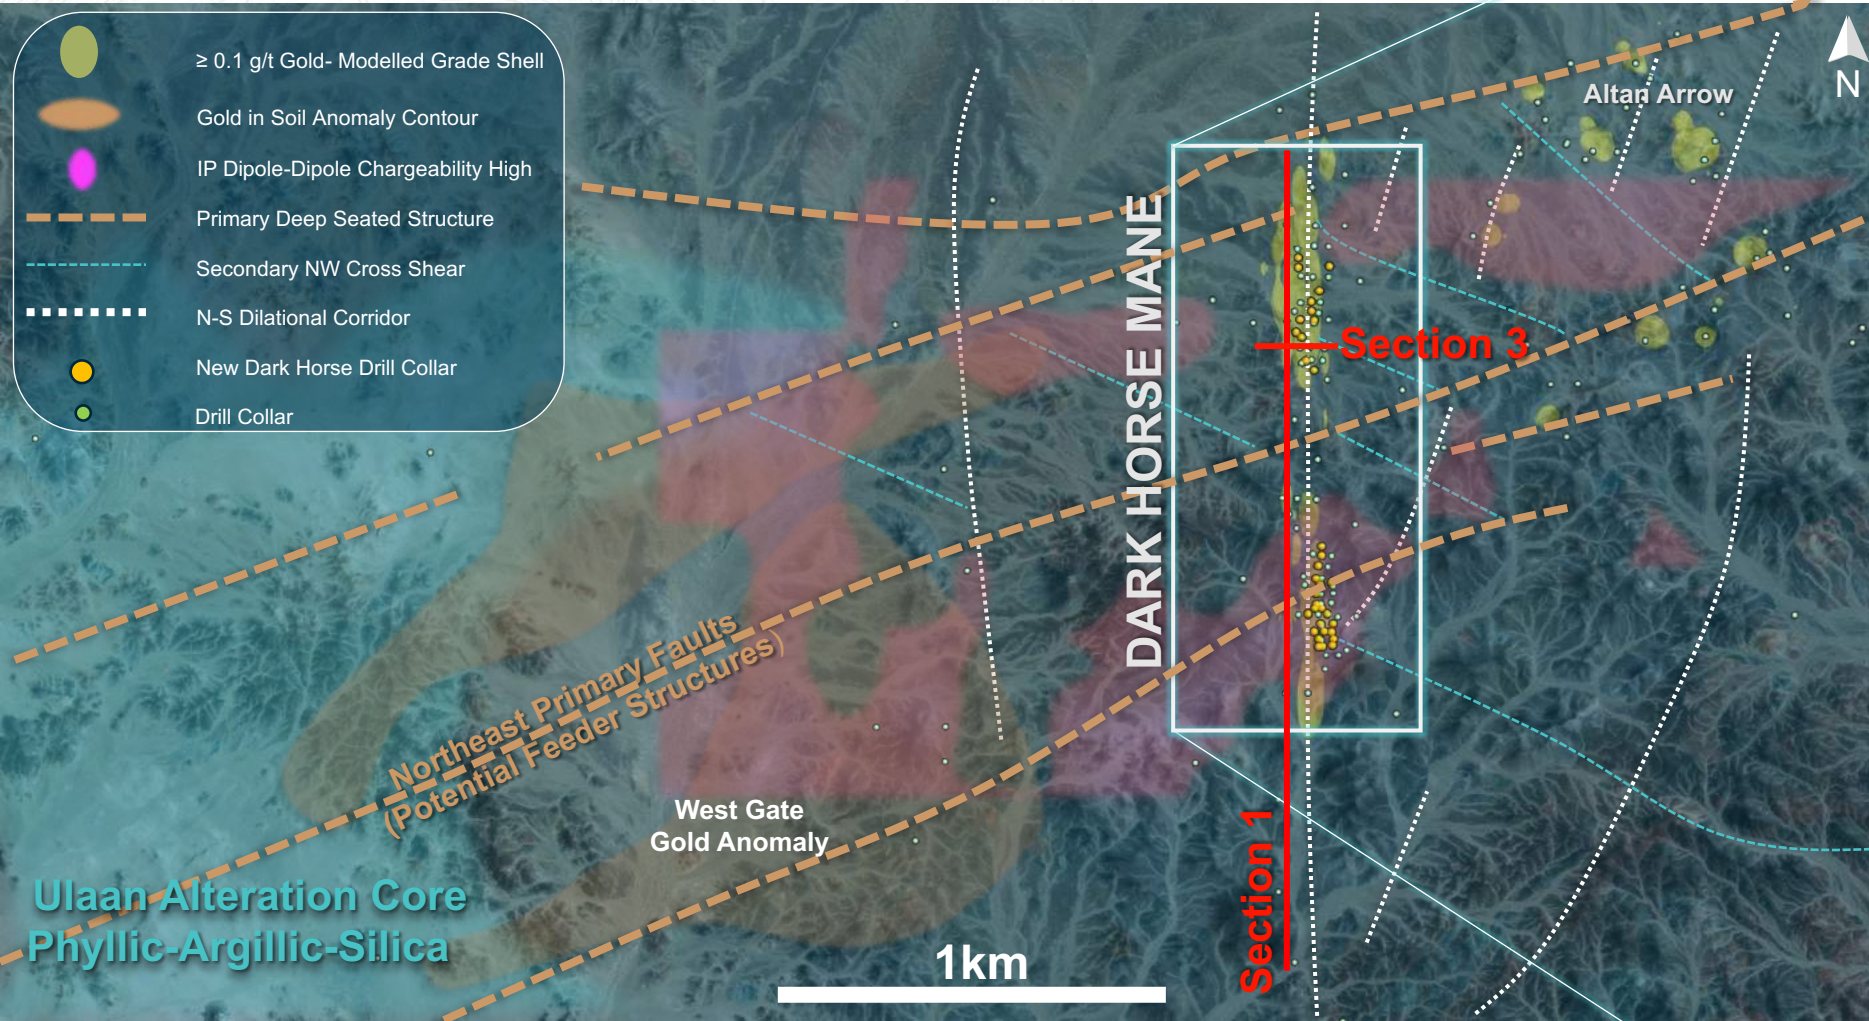 ≥ 0.1 g/t Gold- Modelled Grade Shell
Gold in Soil Anomaly Contour
IP Dipole-Dipole Chargeability High
Primary Deep Seated Structure
Secondary NW Cross Shear
N-S Dilational Corridor
New Dark Horse Drill Collar
Drill Collar
N
Altan Arrow
DARK HORSE MANE
Section 3
Northeast Primary Faults
(Potential Feeder Structures)
West Gate
Gold Anomaly
Section 1
Ulaan Alteration Core
Phyllic-Argillic-Silica
1km